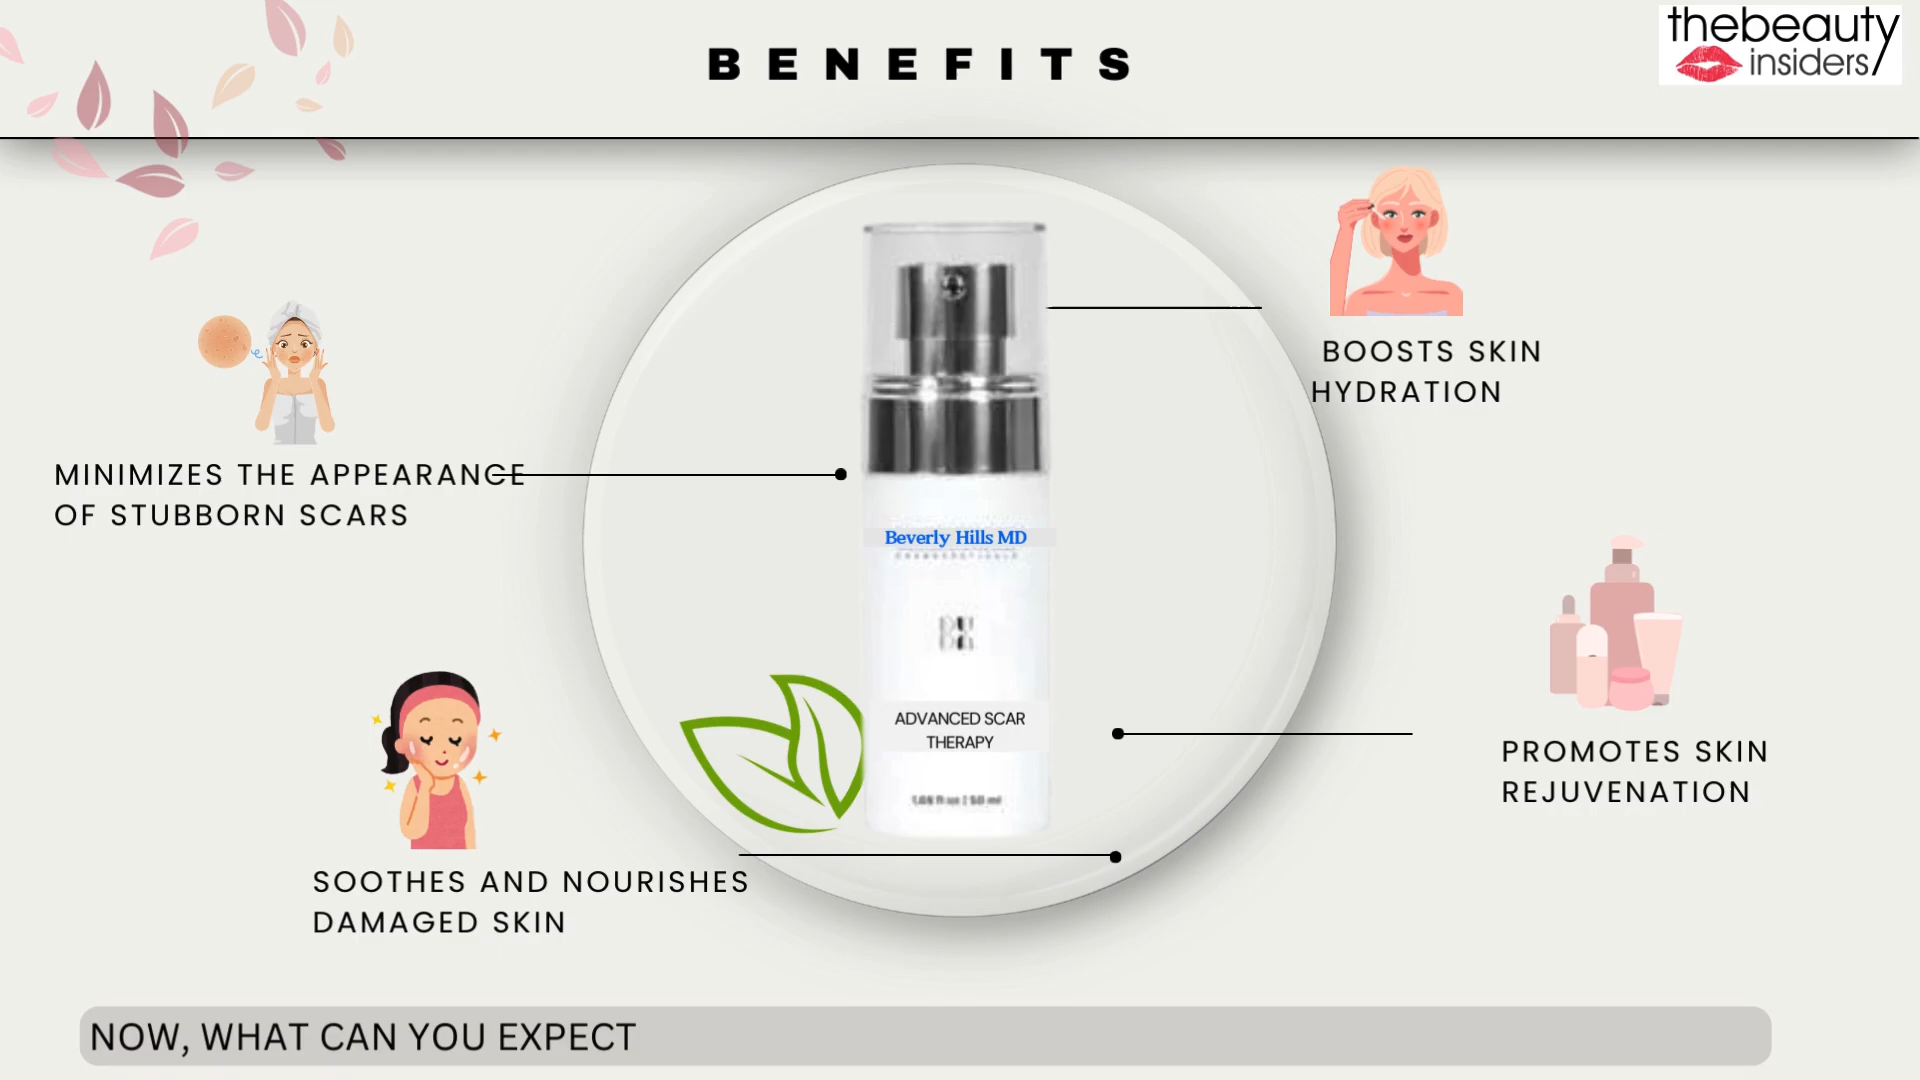 BENEFITS
thebeauty
insiders
BOOSTS SKIN
HYDRATION
MINIMIZES THE APPEARANCE
OF STUBBORN SCARS
Beverly Hills MD
ADVANCED SCAR
THERAPY
PROMOTES SKIN
REJUVENATION
SOOTHES AND NOURISHES
DAMAGED SKIN
NOW, WHAT CAN YOU EXPECT